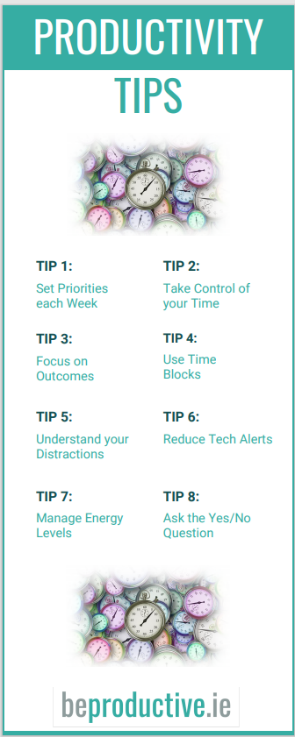 PRODUCTIVITY
TIPS
TIP 1:
Set Priorities
each Week
TIP 2:
Take Control of
your Time
TIP 3:
Focus on
Outcomes
TIP 4:
Use Time
Blocks
TIP 5:
Understand your
Distractions
TIP 6:
Reduce Tech Alerts
TIP 7:
Manage Energy
Levels
TIP 8:
Ask the Yes/No
Question
beproductive.ie